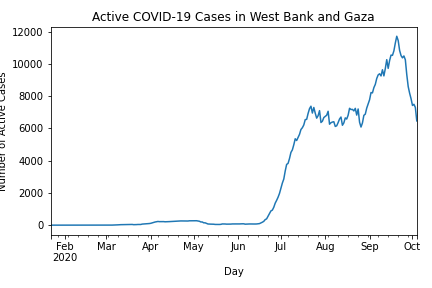 Active COVID-19 Cases in West Bank and Gaza
Number of Active Cases
12000
10000
8000
6000
4000
2000
0
Feb Mar Apr May Jun Jul Aug Sep Oct
2020
Day